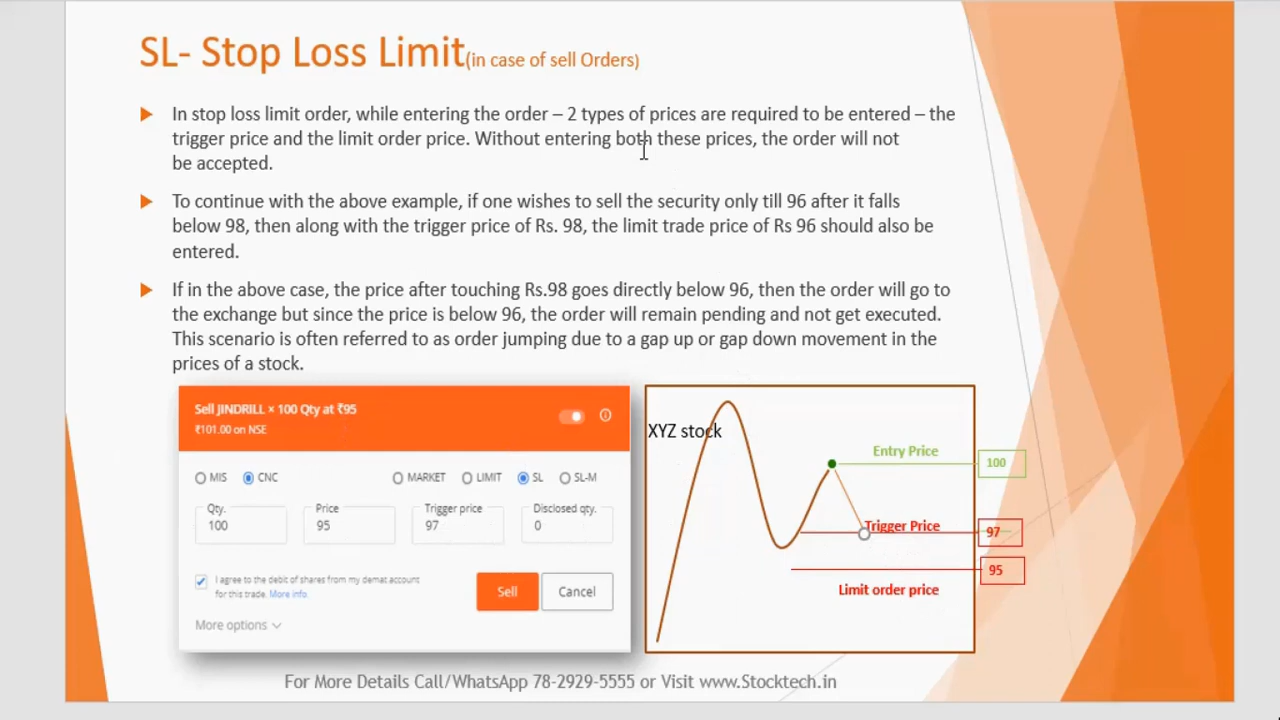 SL- Stop Loss Limit(in case of sell Orders)
In stop loss limit order, while entering the order – 2 types of prices are required to be entered – the
trigger price and the limit order price. Without entering both these prices, the order will not
be accepted.
To continue with the above example, if one wishes to sell the security only till 96 after it falls
below 98, then along with the trigger price of Rs. 98, the limit trade price of Rs 96 should also be
entered.
If in the above case, the price after touching Rs.98 goes directly below 96, then the order will go to
the exchange but since the price is below 96, the order will remain pending and not get executed.
This scenario is often referred to as order jumping due to a gap up or gap down movement in the
prices of a stock.
Sell JINDRILL × 100 Qty at ₹95
₹101.00 on NSE
MIS CNC MARKET LIMIT SL SL-M
Qty. Price Trigger price Disclosed qty.
100 95 97 0
I agree to the debit of shares from my demat account
for this trade. More info.
Sell Cancel
More options
XYZ stock
Entry Price 100
Trigger Price 97
95
Limit order price
For More Details Call/WhatsApp 78-2929-5555 or Visit www.Stocktech.in